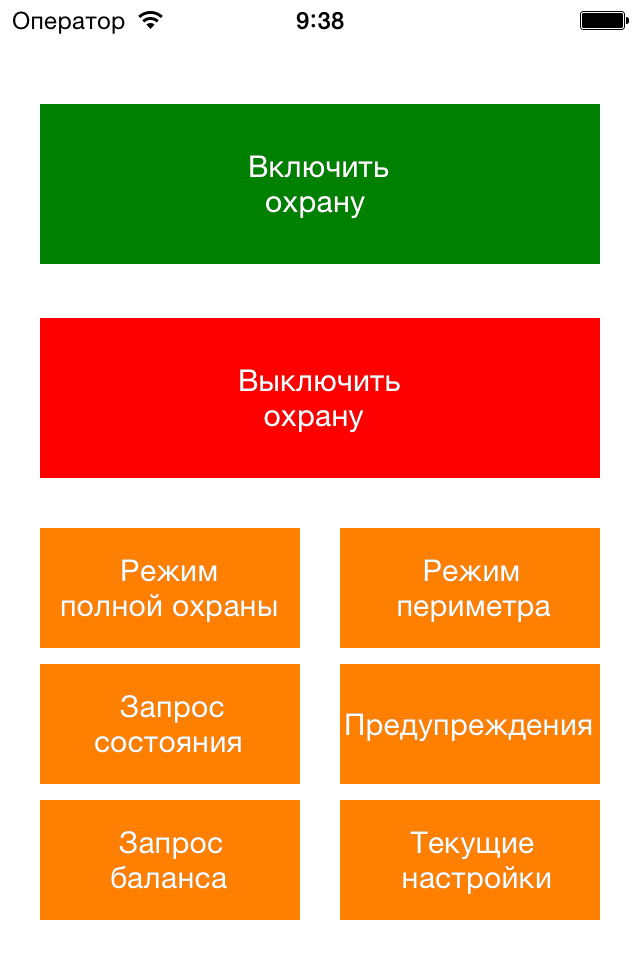 Оператор 9:38
Включить
охрану
Выключить
охрану
Режим
полной охраны
Режим
периметра
Запрос
состояния
Предупреждения
Запрос
баланса
Текущие
настройки